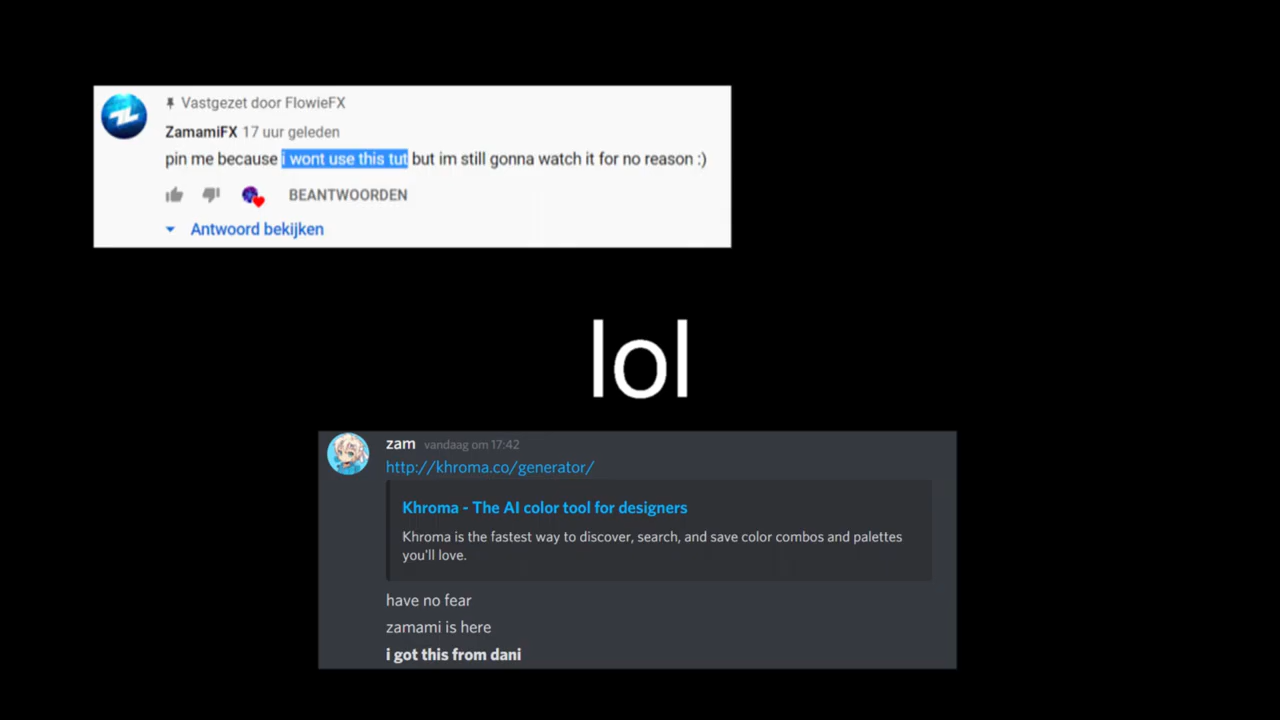 Vastgezet door FlowieFX
ZamamiFX 17 uur geleden
pin me because i wont use this tut but im still gonna watch it for no reason :)
BEANTWOORDEN
Antwoord bekijken
lol
zam vandaag om 17:42
http://khroma.co/generator/
Khroma - The AI color tool for designers
Khroma is the fastest way to discover, search, and save color combos and palettes
you'll love.
have no fear
zamami is here
i got this from dani